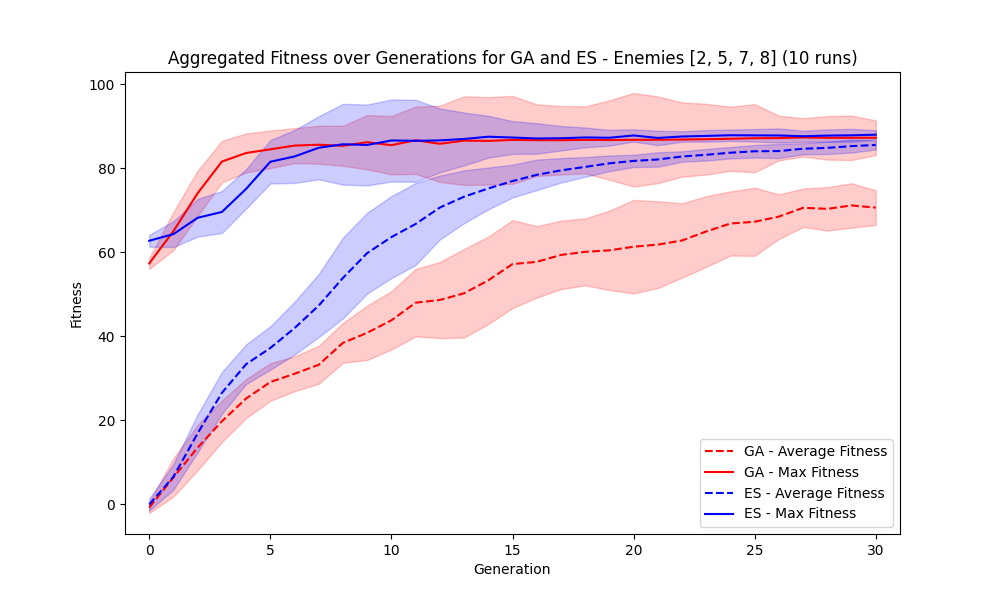 Aggregated Fitness over Generations for GA and ES - Enemies [2, 5, 7, 8] (10 runs)
100
80
60
40
20
0
Fitness
0 5 10 15 20 25 30
Generation
GA - Average Fitness
GA - Max Fitness
ES - Average Fitness
ES - Max Fitness